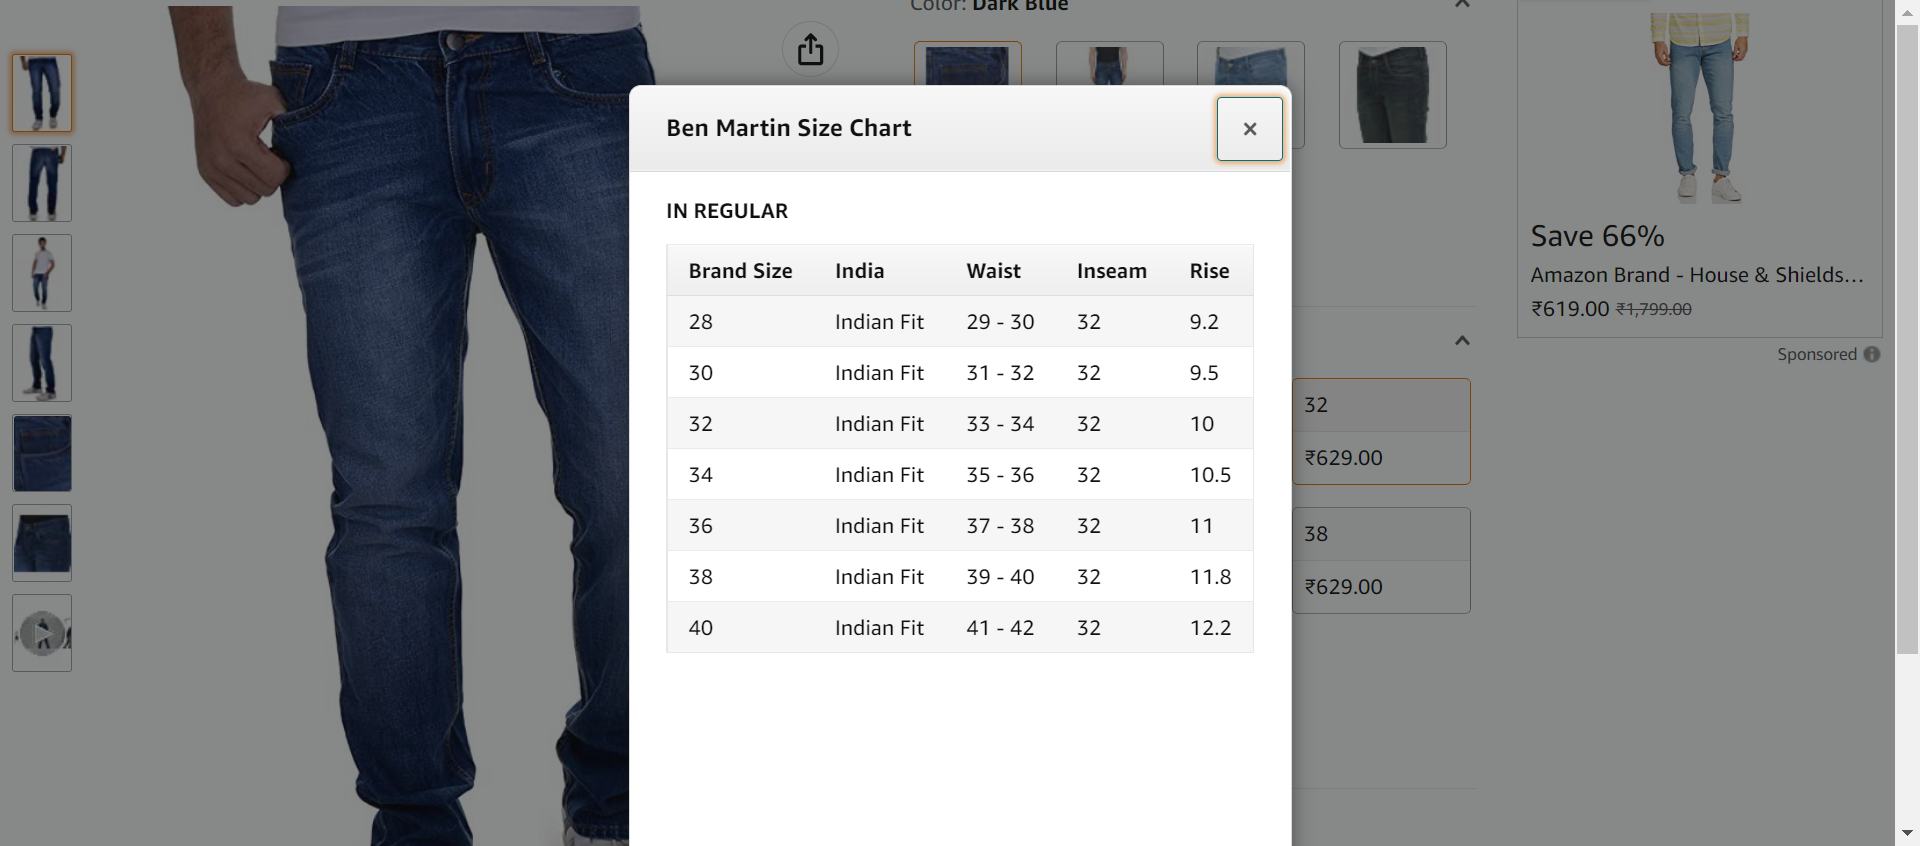 Color: Dark Blue
Ben Martin Size Chart
×
IN REGULAR
Brand Size India Waist Inseam Rise
28 Indian Fit 29 - 30 32 9.2
30 Indian Fit 31 - 32 32 9.5
32 Indian Fit 33 - 34 32 10
34 Indian Fit 35 - 36 32 10.5
36 Indian Fit 37 - 38 32 11
38 Indian Fit 39 - 40 32 11.8
40 Indian Fit 41 - 42 32 12.2
32
₹629.00
38
₹629.00
Save 66%
Amazon Brand - House & Shields...
₹619.00 ₹1,799.00
Sponsored